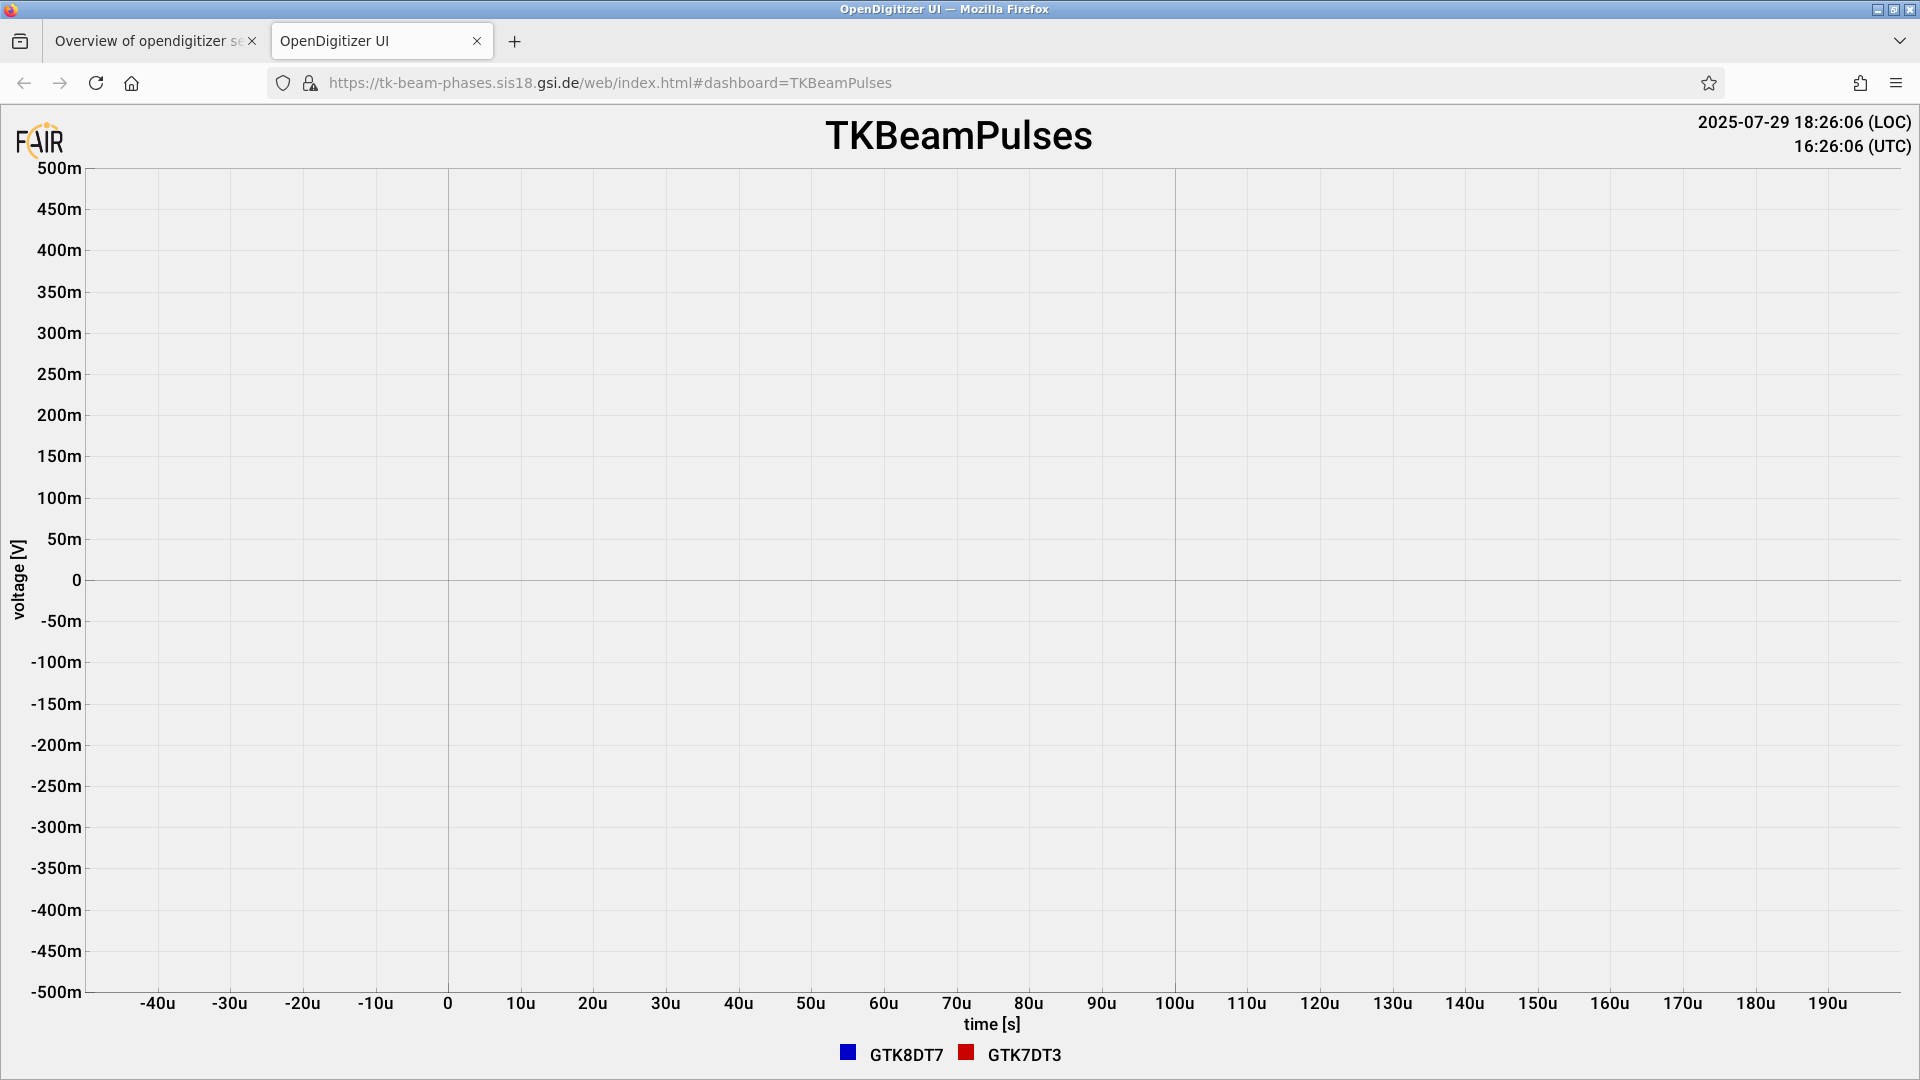 OpenDigitizer UI — Mozilla Firefox
Overview of opendigitizer se
OpenDigitizer UI
https://tk-beam-phases.sis18.gsi.de/web/index.html#dashboard=TKBeamPulses
FAIR
TKBeamPulses
2025-07-29 18:26:06 (LOC)
16:26:06 (UTC)
500m
450m
400m
350m
300m
250m
200m
150m
100m
50m
0
-50m
-100m
-150m
-200m
-250m
-300m
-350m
-400m
-450m
-500m
voltage [V]
-40u -30u -20u -10u 0 10u 20u 30u 40u 50u 60u 70u 80u 90u 100u 110u 120u 130u 140u 150u 160u 170u 180u 190u
time [s]
GTK8DT7 GTK7DT3